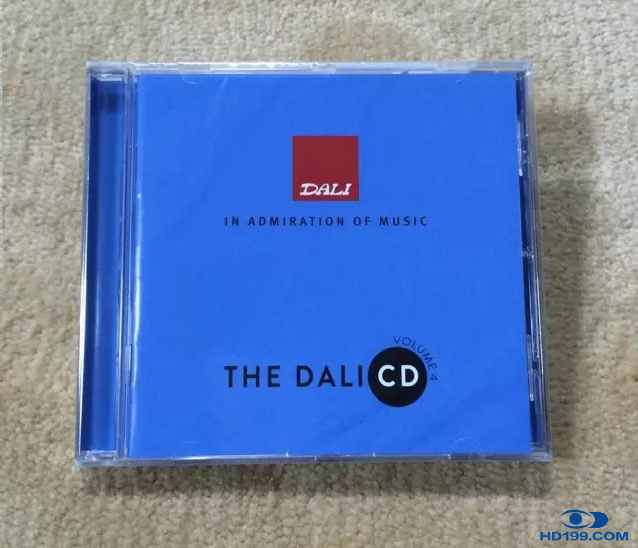 DALI
IN ADMIRATION OF MUSIC
VOLUME 4
THE DALI CD
HD199.COM